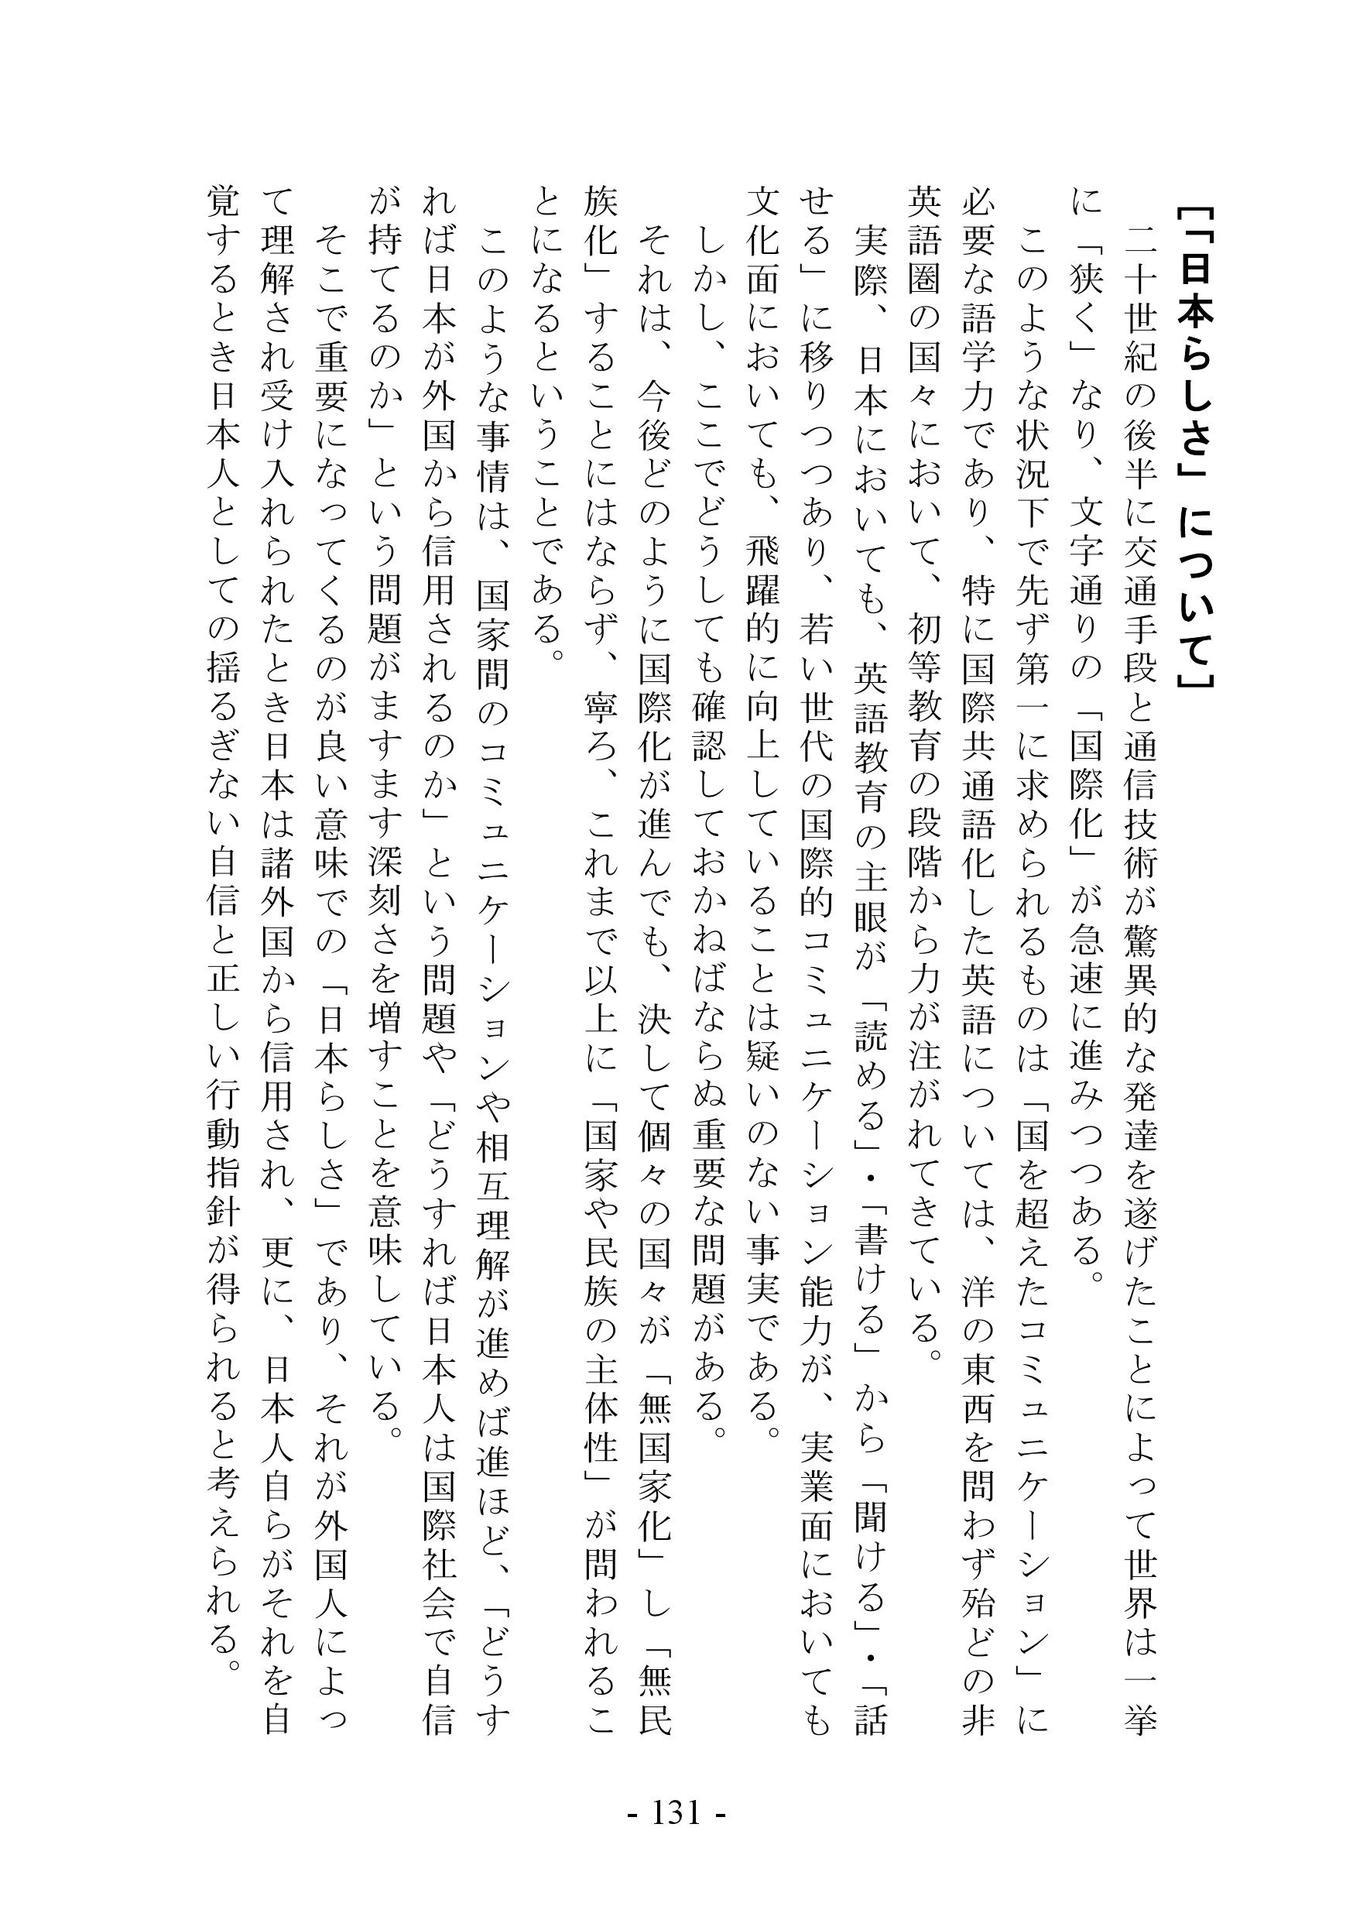 [「日本らしさ」について]
二十世紀の後半に交通手段と通信技術が驚異的な発達を遂げたことによって世界は一挙
に「狭く」なり、文字通りの「国際化」が急速に進みつつある。
このような状況下で先ず第一に求められるものは「国を超えたコミュニケーション」に
必要な語学力であり、特に国際共通語化した英語については、洋の東西を問わず殆どの非
英語圏の国々において、初等教育の段階から力が注がれてきている。
実際、日本においても、英語教育の主眼が「読める」・「書ける」から「聞ける」・「話
せる」に移りつつあり、若い世代の国際的コミュニケーション能力が、実業面においても
文化面においても、飛躍的に向上していることは疑いのない事実である。
しかし、ここでどうしても確認しておかねばならぬ重要な問題がある。
それは、今後どのように国際化が進んでも、決して個々の国々が「無国家化」し「無民
族化」することにはならず、寧ろ、これまで以上に「国家や民族の主体性」が問われるこ
とになるということである。
このような事情は、国家間のコミュニケーションや相互理解が進めば進ほど、「どうす
れば日本が外国から信用されるのか」という問題や「どうすれば日本人は国際社会で自信
が持てるのか」という問題がますます深刻さを増すことを意味している。
そこで重要になってくるのが良い意味での「日本らしさ」であり、それが外国人によっ
て理解され受け入れられたとき日本は諸外国から信用され、更に、日本人自らがそれを自
覚するとき日本人としての揺るぎない自信と正しい行動指針が得られると考えられる。
- 131 -